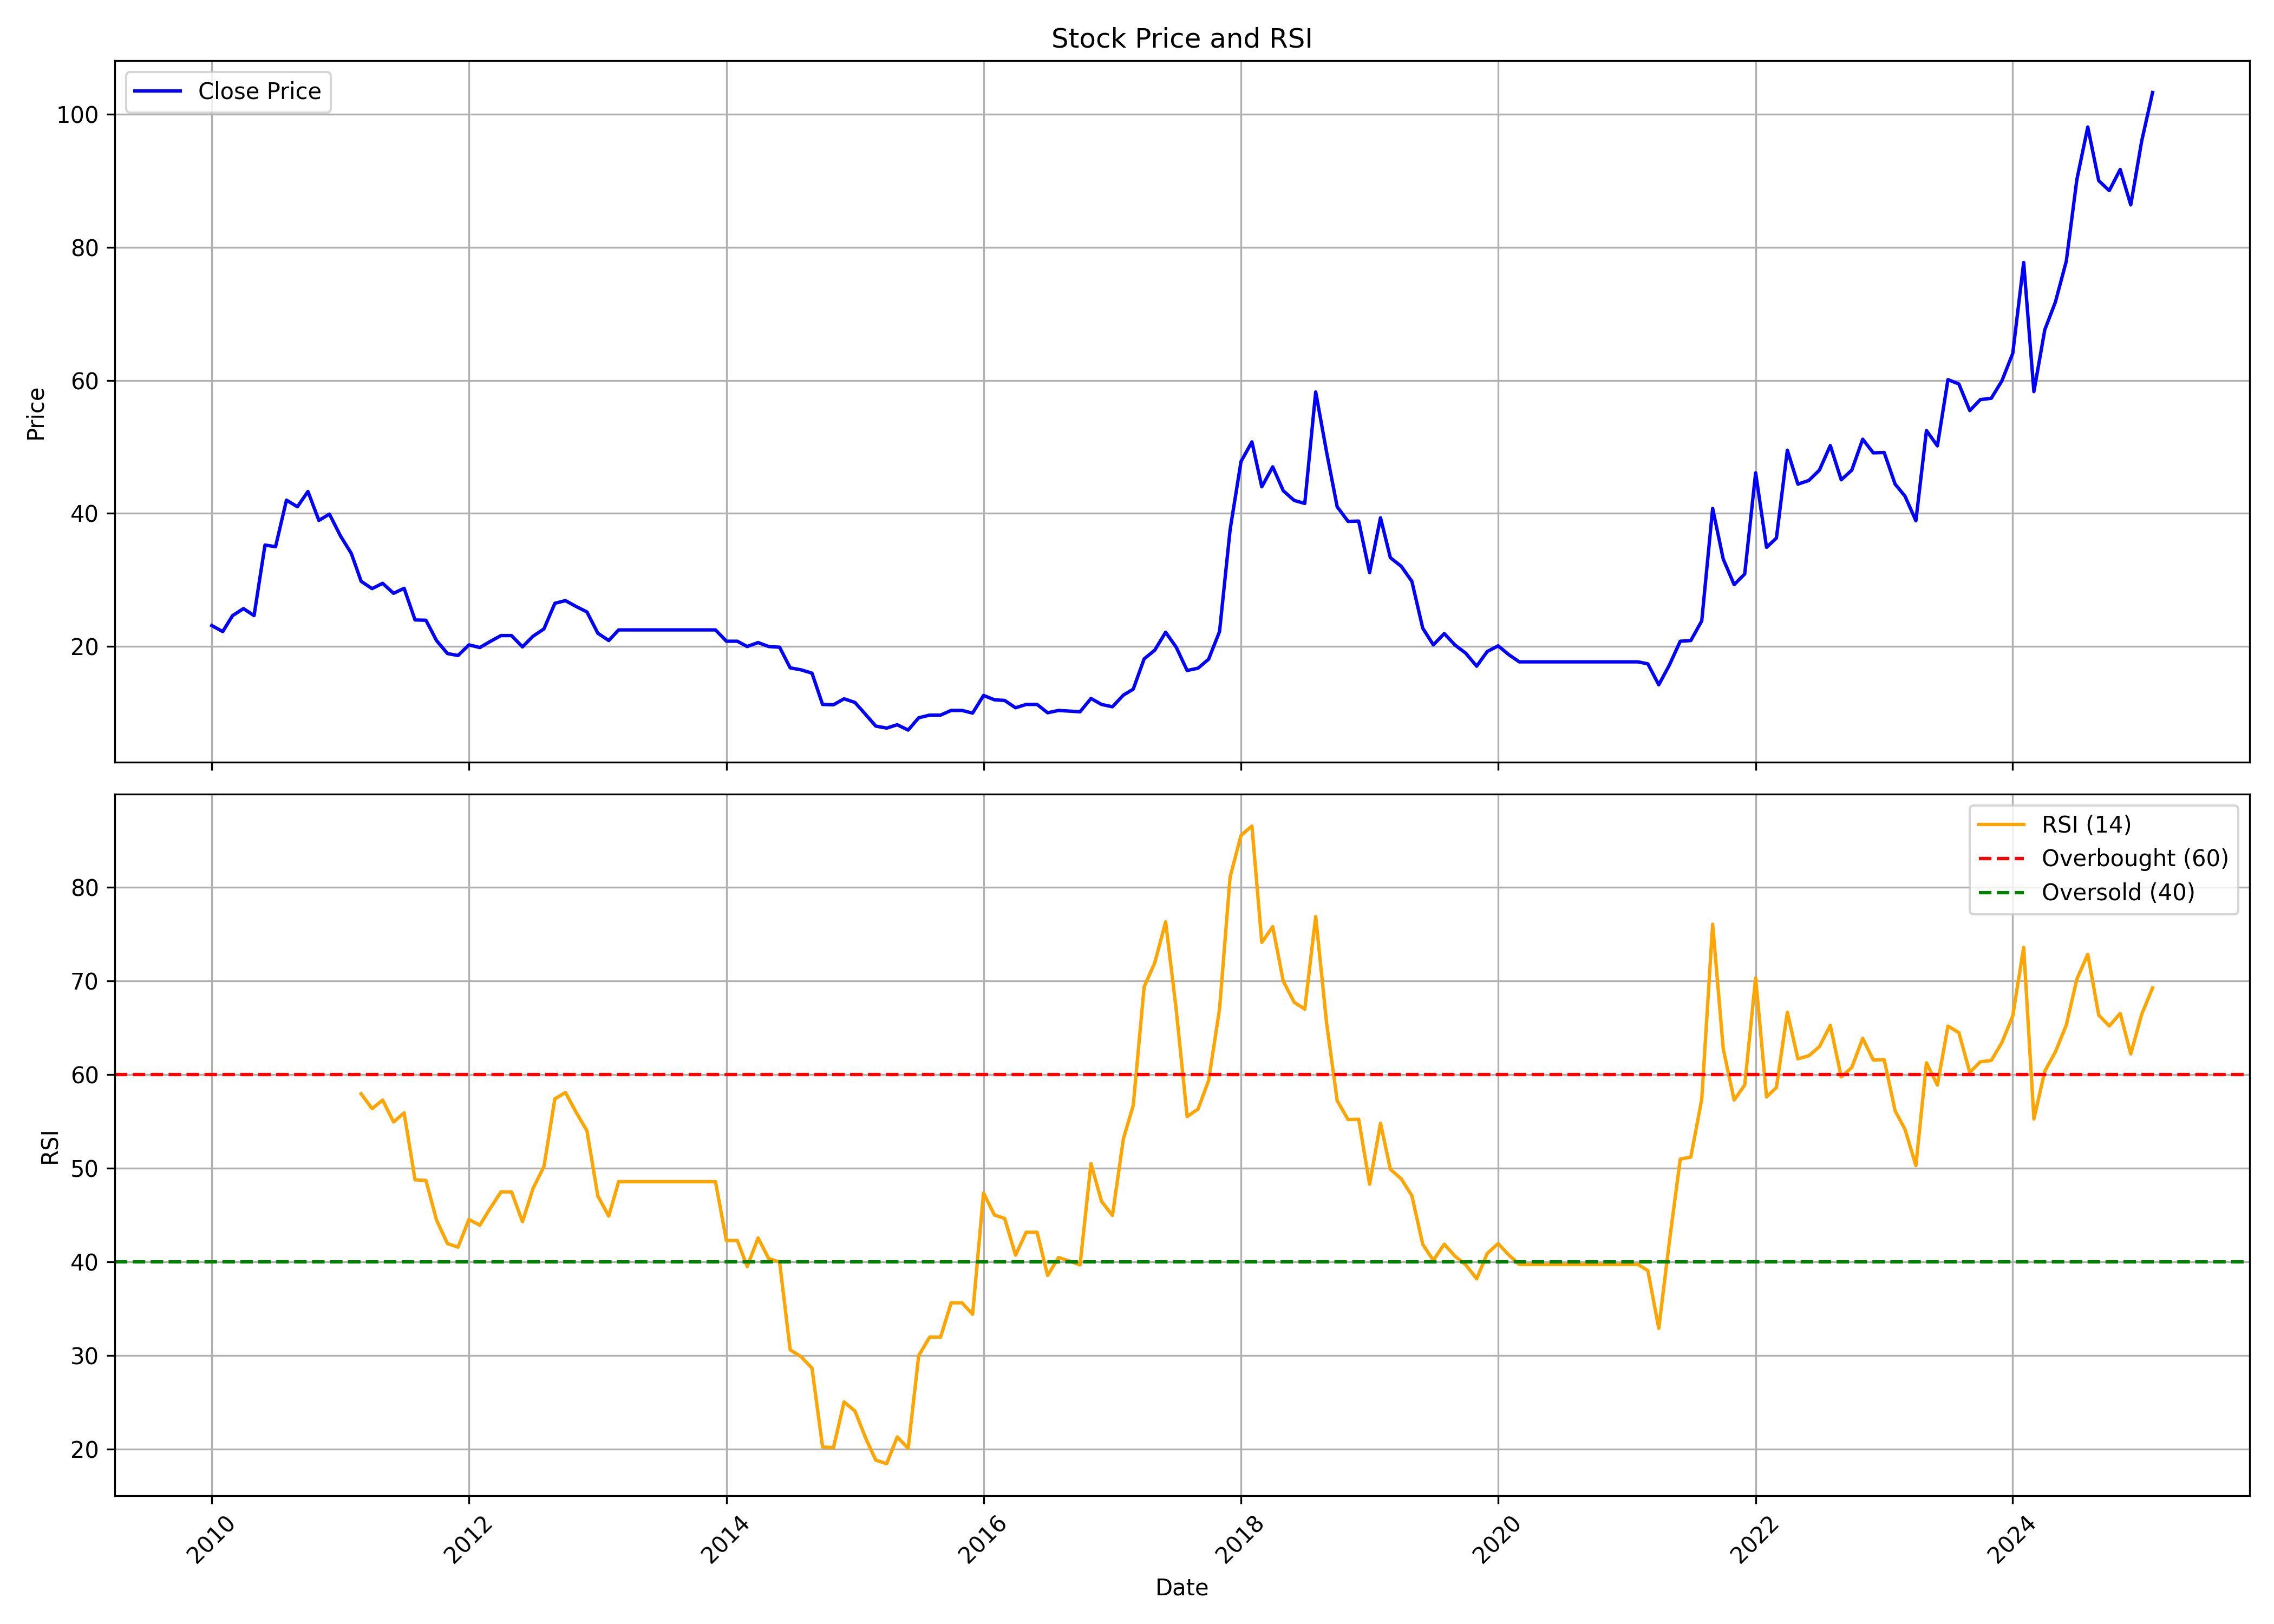 Stock Price and RSI
Close Price
100
80
60
40
20
Price
RSI (14)
Overbought (60)
Oversold (40)
80
70
60
50
40
30
20
RSI
2010
2012
2014
2016
2018
2020
2022
2024
Date